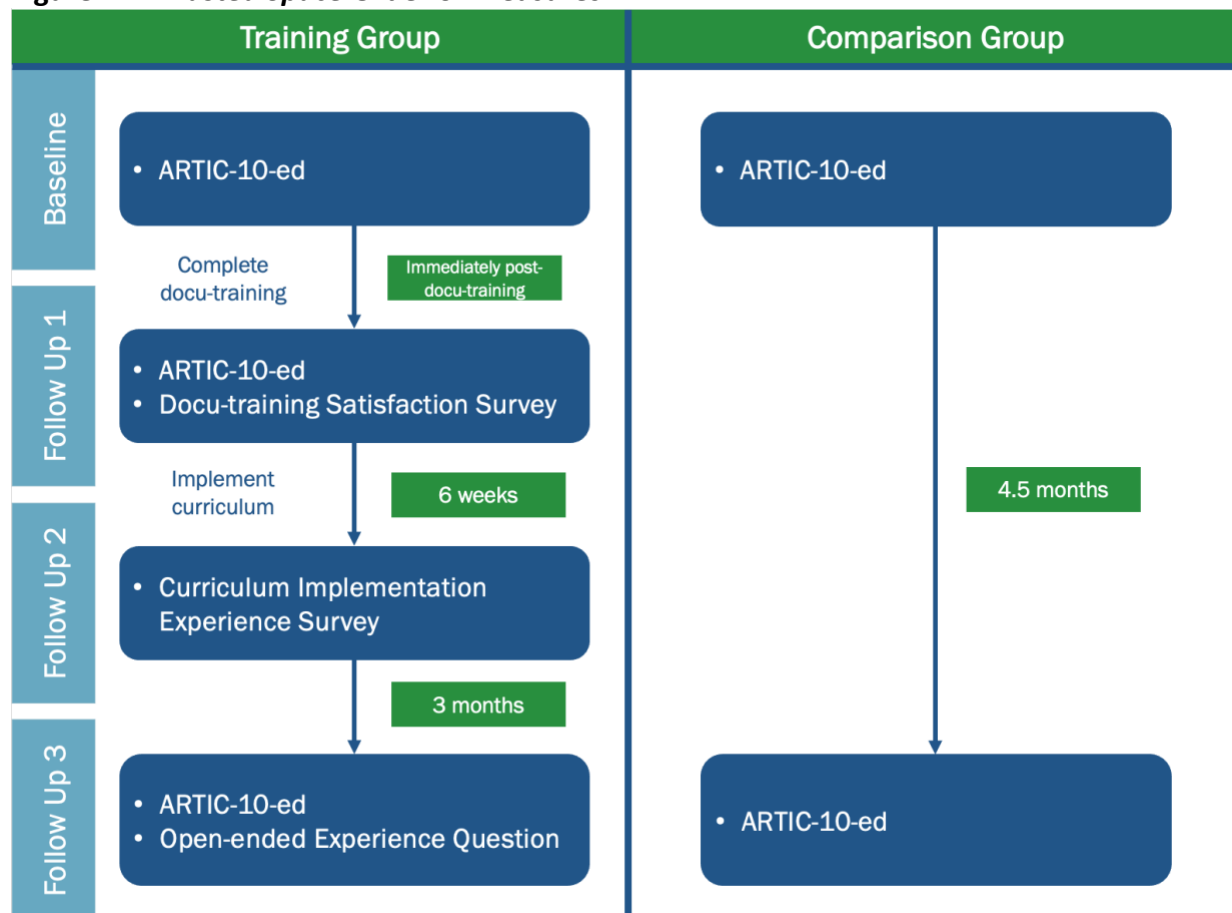 Training Group
Comparison Group
Baseline
• ARTIC-10-ed
• ARTIC-10-ed
Complete
docu-training
Immediately post-
docu-training
Follow Up 1
• ARTIC-10-ed
• Docu-training Satisfaction Survey
Implement
curriculum
6 weeks
4.5 months
Follow Up 2
• Curriculum Implementation
Experience Survey
3 months
Follow Up 3
• ARTIC-10-ed
• Open-ended Experience Question
• ARTIC-10-ed